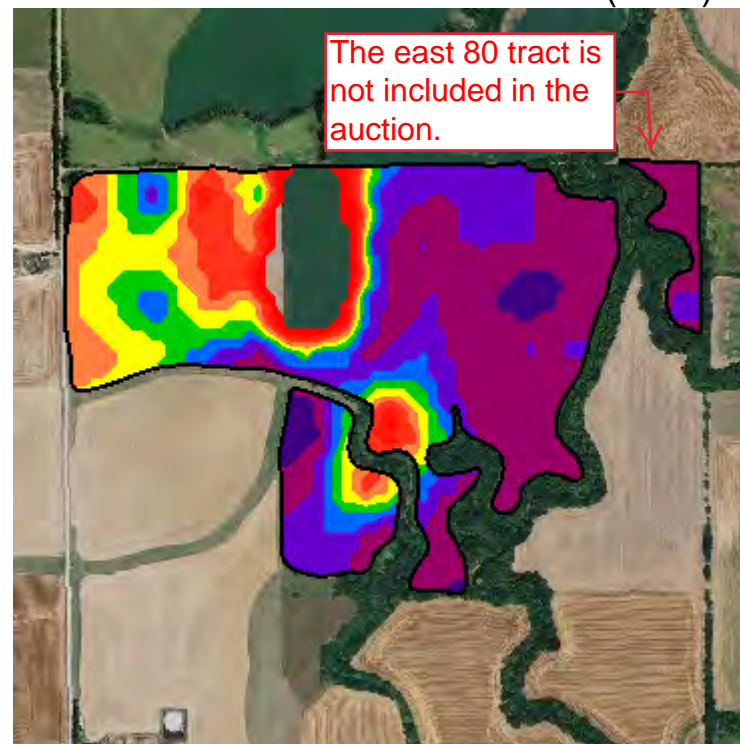 The east 80 tract is
not included in the
auction.